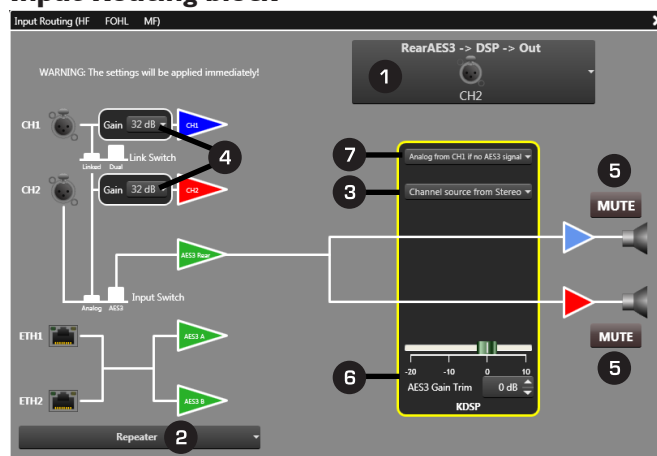 Input Routing (HF FOHL MF)
RearAES3 -> DSP -> Out
1
CH2
WARNING: The settings will be applied immediately!
CH1
Gain 32 dB
CH1
Link Switch
Linked Dual
4
CH2
Gain 32 dB
CH2
7
Analog from CH1 if no AES3 signal
3
Channel source from Stereo
5
MUTE
AES3 Rear
Input Switch
Analog AES3
ETH1
AES3 A
ETH2
AES3 B
MUTE
5
-20 -10 0 10
6
AES3 Gain Trim 0 dB
KDSP
Repeater 2